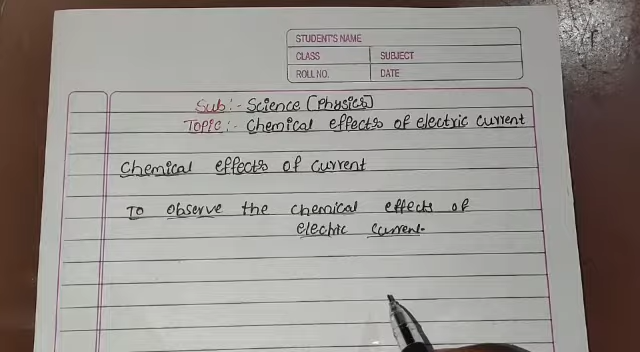 STUDENT'S NAME
CLASS SUBJECT
ROLL NO. DATE
Sub:- Science (Physics)
Topic:- Chemical effects of electric current
Chemical effects of current
To observe the chemical effects of
electric current.